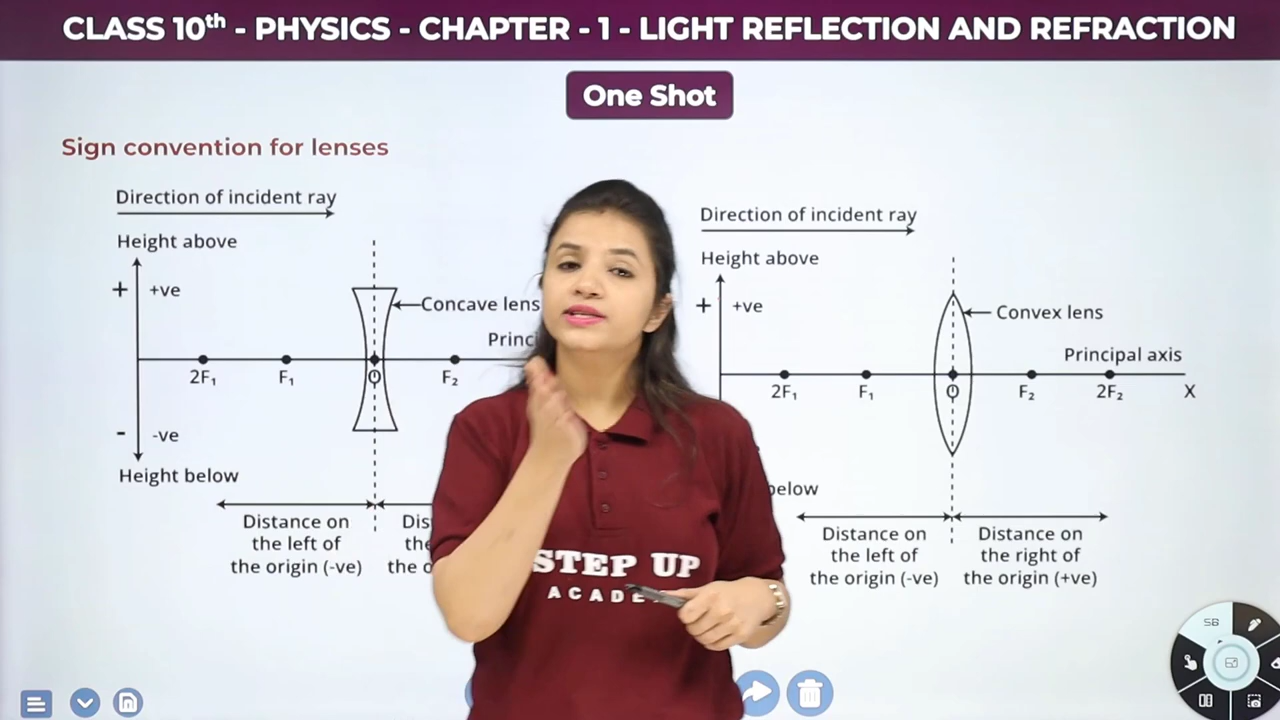 CLASS 10th - PHYSICS - CHAPTER - 1 - LIGHT REFLECTION AND REFRACTION
One Shot
Sign convention for lenses
Direction of incident ray
Height above
+ +ve
Concave lens
2F₁ F₁ O F₂
- -ve
Height below
Distance on
the left of
the origin (-ve)
Direction of incident ray
Height above
+ +ve
Convex lens
Principal axis
2F₁ F₁ O F₂ 2F₂ X
below
Distance on
the left of
the origin (-ve)
Distance on
the right of
the origin (+ve)
STEP UP
SB